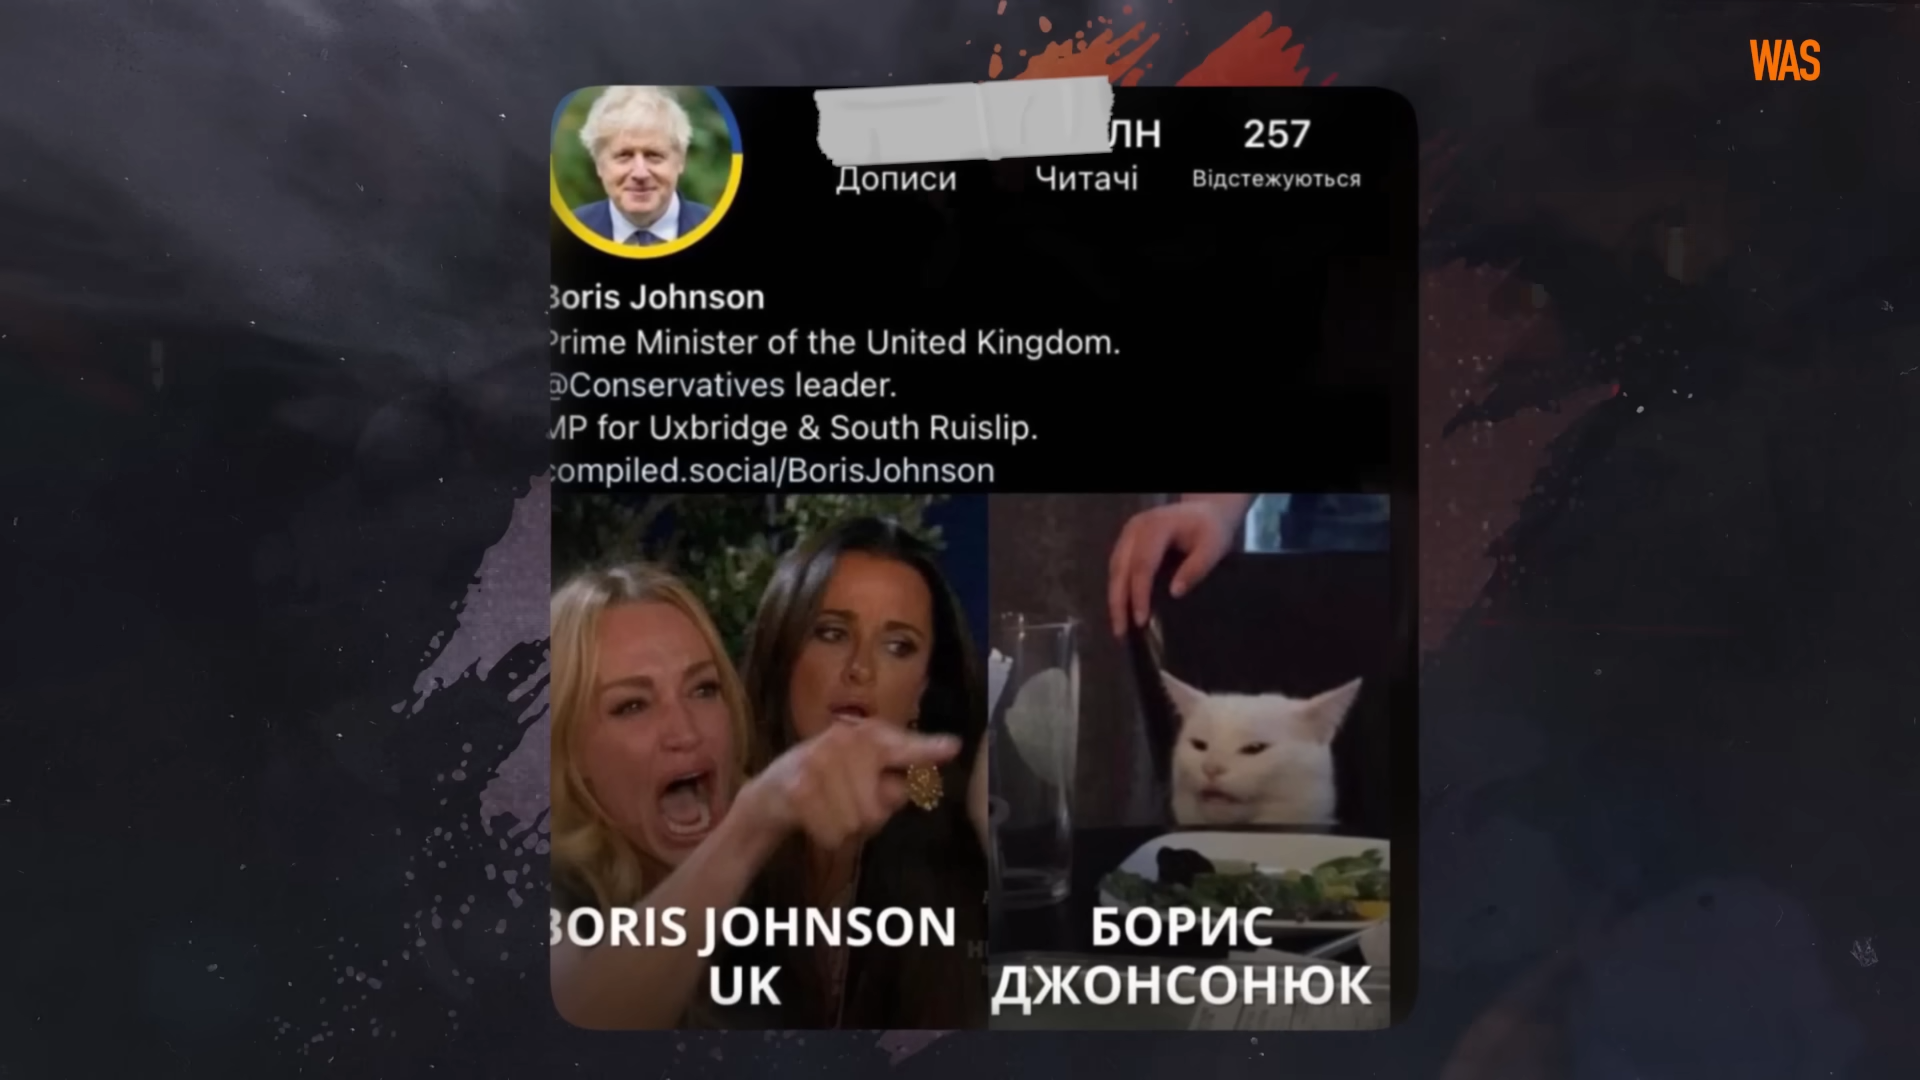 WAS
ЛН 257
Дописи Читачі Відстежуються
Boris Johnson
Prime Minister of the United Kingdom.
@Conservatives leader.
MP for Uxbridge & South Ruislip.
compiled.social/BorisJohnson
BORIS JOHNSON
UK
БОРИС
ДЖОНСОНЮК